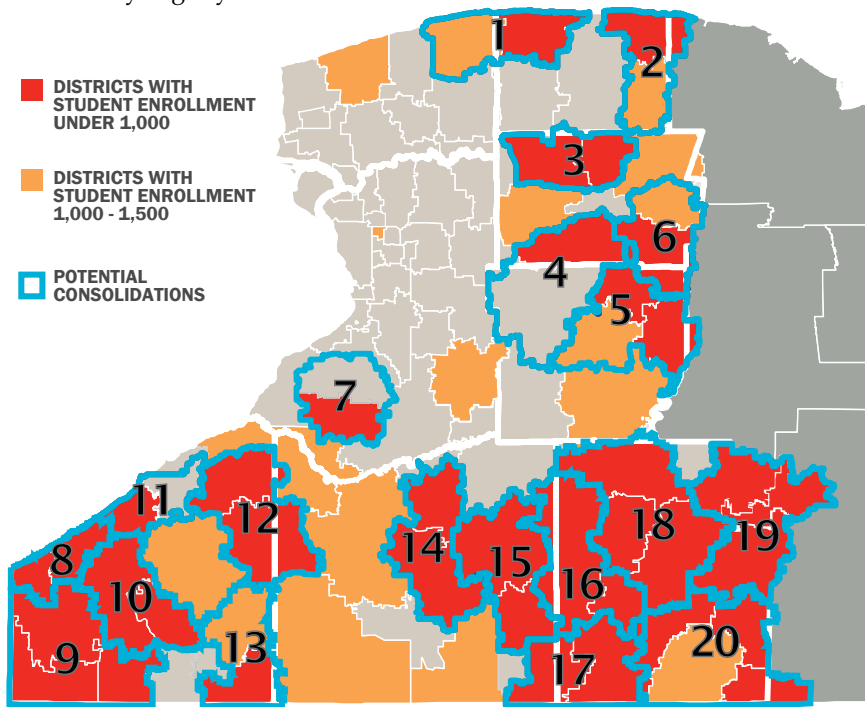 DISTRICTS WITH
STUDENT ENROLLMENT
UNDER 1,000
DISTRICTS WITH
STUDENT ENROLLMENT
1,000 - 1,500
POTENTIAL
CONSOLIDATIONS
1
2
3
4
5
6
7
8
9
10
11
12
13
14
15
16
17
18
19
20